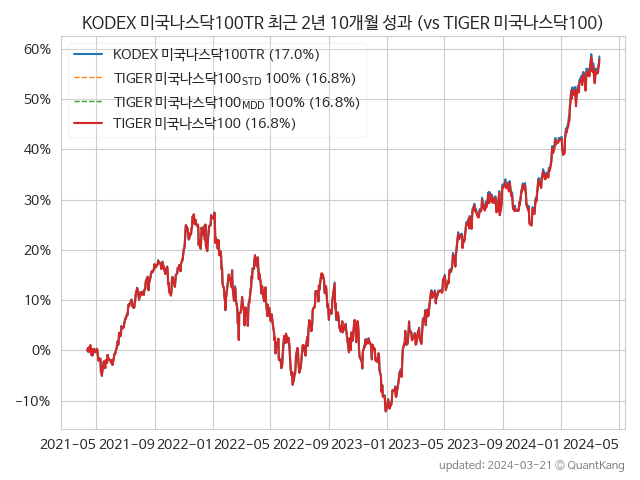 KODEX 미국나스닥100TR 최근 2년 10개월 성과 (vs TIGER 미국나스닥100)
60%
50%
40%
30%
20%
10%
0%
−10%
KODEX 미국나스닥100TR (17.0%)
TIGER 미국나스닥100STD 100% (16.8%)
TIGER 미국나스닥100MDD 100% (16.8%)
TIGER 미국나스닥100 (16.8%)
2021-05 2021-09 2022-01 2022-05 2022-09 2023-01 2023-05 2023-09 2024-01 2024-05
updated: 2024-03-21 © QuantKang